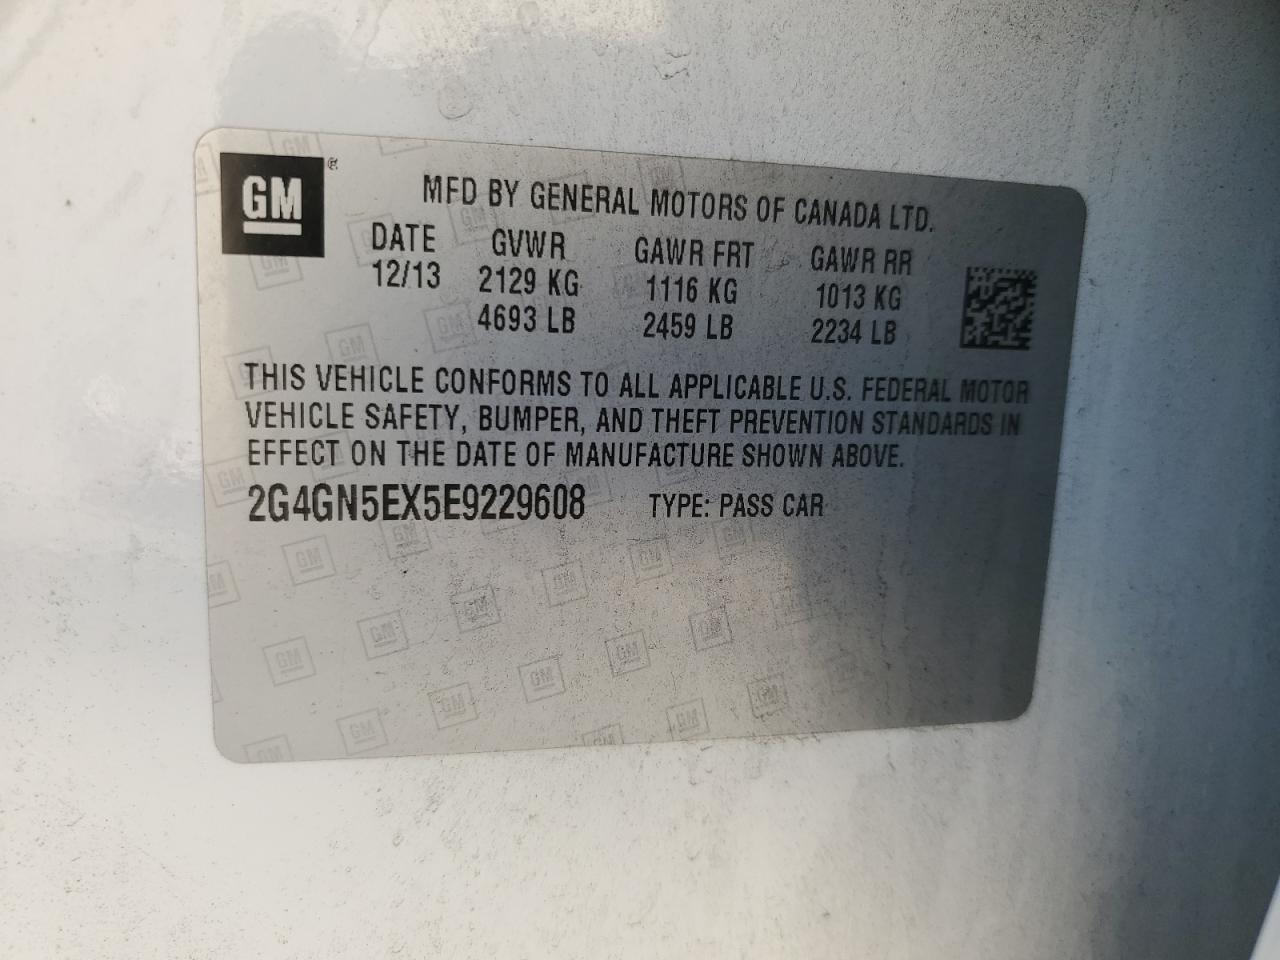 GM ®
MFD BY GENERAL MOTORS OF CANADA LTD.
DATE GVWR GAWR FRT GAWR RR
12/13 2129 KG 1116 KG 1013 KG
4693 LB 2459 LB 2234 LB
THIS VEHICLE CONFORMS TO ALL APPLICABLE U.S. FEDERAL MOTOR
VEHICLE SAFETY, BUMPER, AND THEFT PREVENTION STANDARDS IN
EFFECT ON THE DATE OF MANUFACTURE SHOWN ABOVE.
2G4GN5EX5E9229608 TYPE: PASS CAR